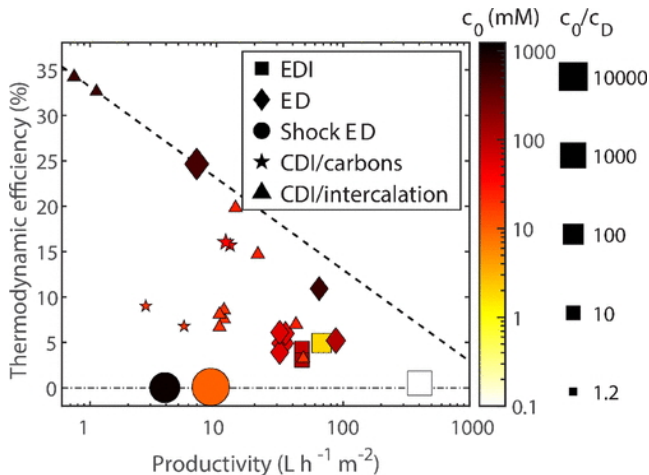 c0 (mM)
c0/cD
Thermodynamic efficiency (%)
35
30
25
20
15
10
5
0
EDI
ED
Shock ED
CDI/carbons
CDI/intercalation
1
10
100
1000
Productivity (L h-1 m-2)
1000
100
10
1
0.1
10000
1000
100
10
1.2